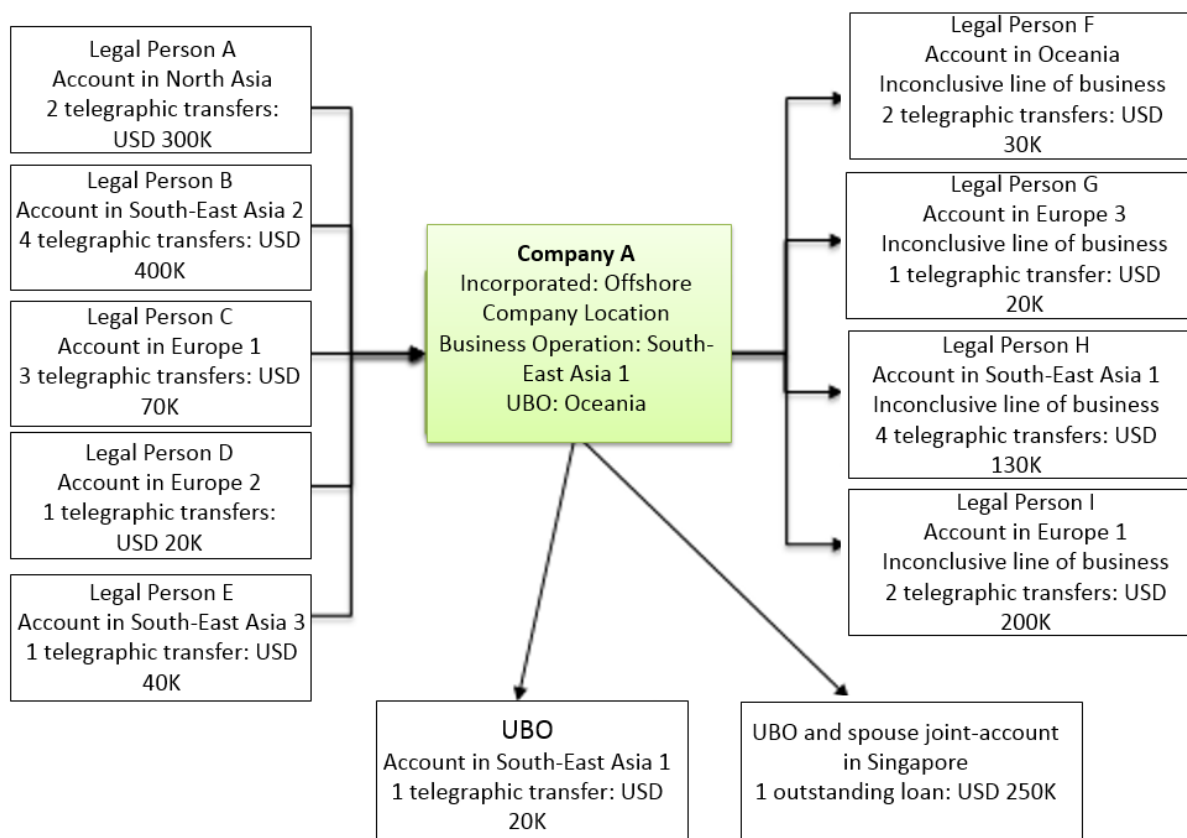 Legal Person A
Account in North Asia
2 telegraphic transfers:
USD 300K
Legal Person B
Account in South-East Asia 2
4 telegraphic transfers: USD
400K
Legal Person C
Account in Europe 1
3 telegraphic transfers: USD
70K
Legal Person D
Account in Europe 2
1 telegraphic transfers:
USD 20K
Legal Person E
Account in South-East Asia 3
1 telegraphic transfer: USD
40K
Company A
Incorporated: Offshore
Company Location
Business Operation: South-
East Asia 1
UBO: Oceania
Legal Person F
Account in Oceania
Inconclusive line of business
2 telegraphic transfers: USD
30K
Legal Person G
Account in Europe 3
Inconclusive line of business
1 telegraphic transfer: USD
20K
Legal Person H
Account in South-East Asia 1
Inconclusive line of business
4 telegraphic transfers: USD
130K
Legal Person I
Account in Europe 1
Inconclusive line of business
2 telegraphic transfers: USD
200K
UBO
Account in South-East Asia 1
1 telegraphic transfer: USD
20K
UBO and spouse joint-account
in Singapore
1 outstanding loan: USD 250K